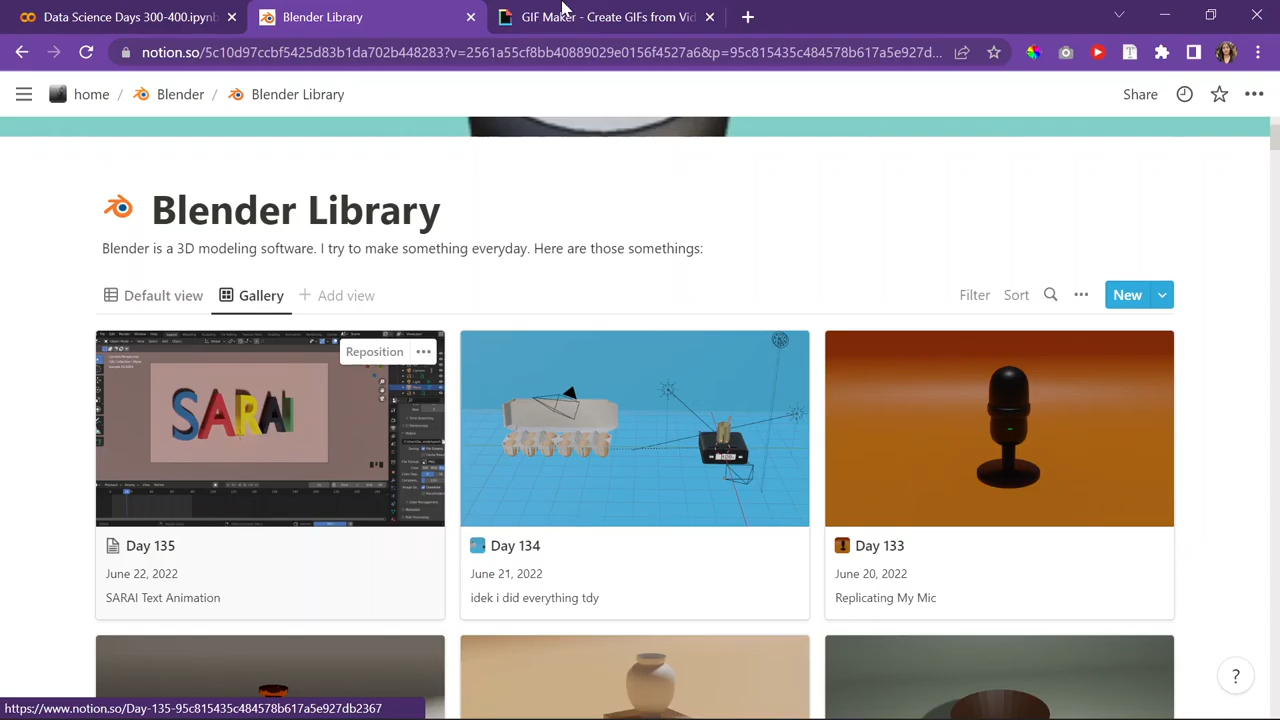 Data Science Days 300-400.ipynb
Blender Library
GIF Maker - Create GIFs from Vid
notion.so/5c10d97ccbf5425d83b1da702b448283?v=2561a55cf8bb40889029e0156f4527a6&p=95c815435c484578b617a5e927d...
home / Blender / Blender Library
Share
Blender Library
Blender is a 3D modeling software. I try to make something everyday. Here are those somethings:
Default view
Gallery
Add view
Filter
Sort
New
Reposition
SARAI
Day 135
June 22, 2022
SARAI Text Animation
Day 134
June 21, 2022
idek i did everything tdy
Day 133
June 20, 2022
Replicating My Mic
?
https://www.notion.so/Day-135-95c815435c484578b617a5e927db2367